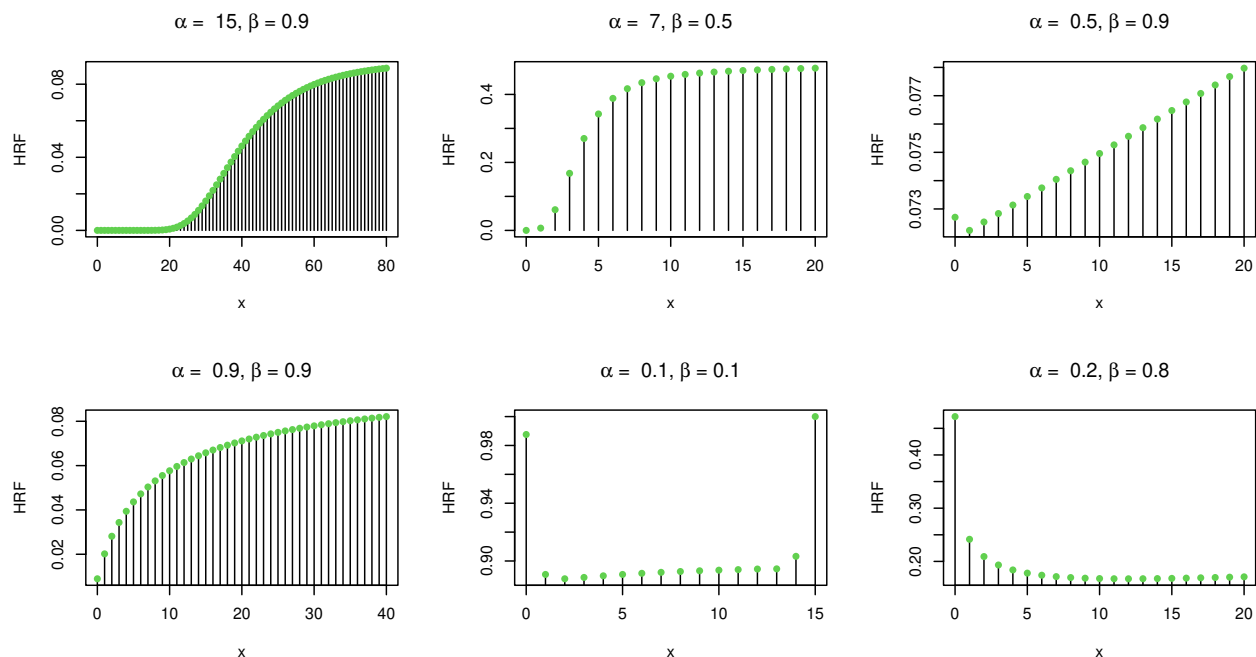 α = 15, β = 0.9
HRF
0.00 0.04 0.08
0 20 40 60 80
x
α = 7, β = 0.5
HRF
0.0 0.2 0.4
0 5 10 15 20
x
α = 0.5, β = 0.9
HRF
0.073 0.075 0.077
0 5 10 15 20
x
α = 0.9, β = 0.9
HRF
0.02 0.04 0.06 0.08
0 10 20 30 40
x
α = 0.1, β = 0.1
HRF
0.90 0.94 0.98
0 5 10 15
x
α = 0.2, β = 0.8
HRF
0.20 0.30 0.40
0 5 10 15 20
x